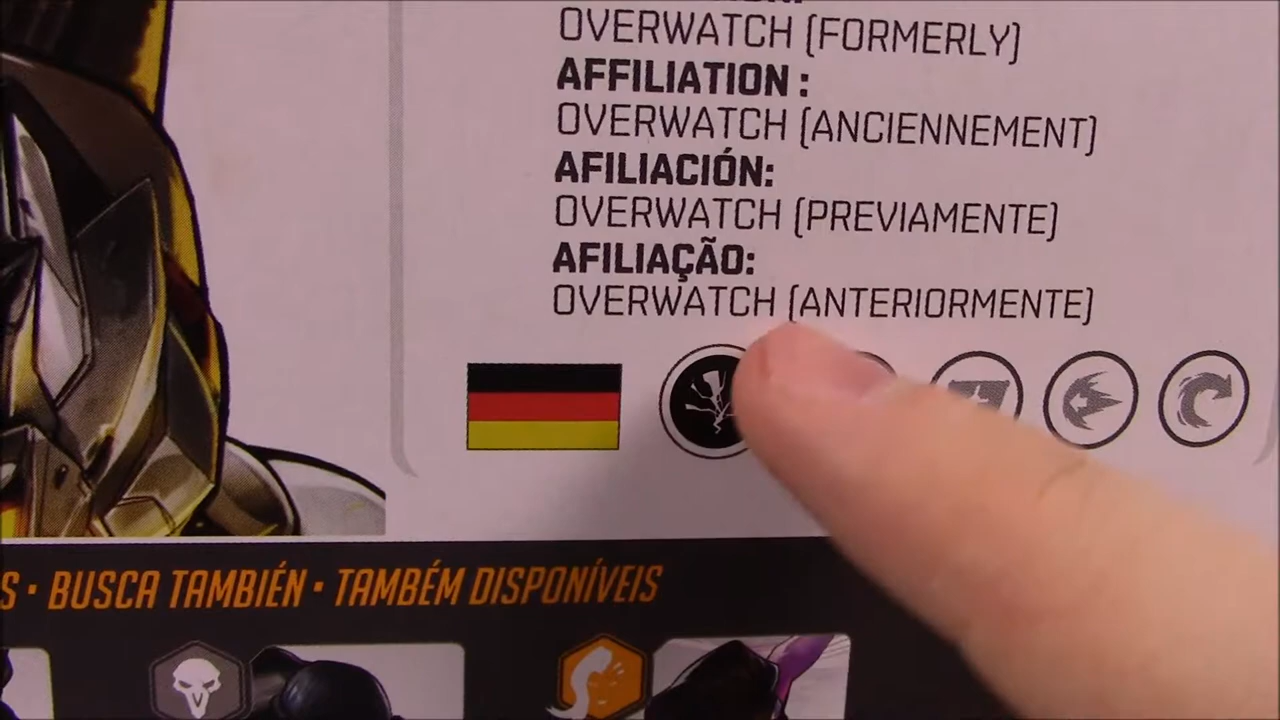 OVERWATCH (FORMERLY)
AFFILIATION :
OVERWATCH (ANCIENNEMENT)
AFILIACIÓN:
OVERWATCH (PREVIAMENTE)
AFILIAÇÃO:
OVERWATCH (ANTERIORMENTE)
S · BUSCA TAMBIÉN · TAMBÉM DISPONÍVEIS